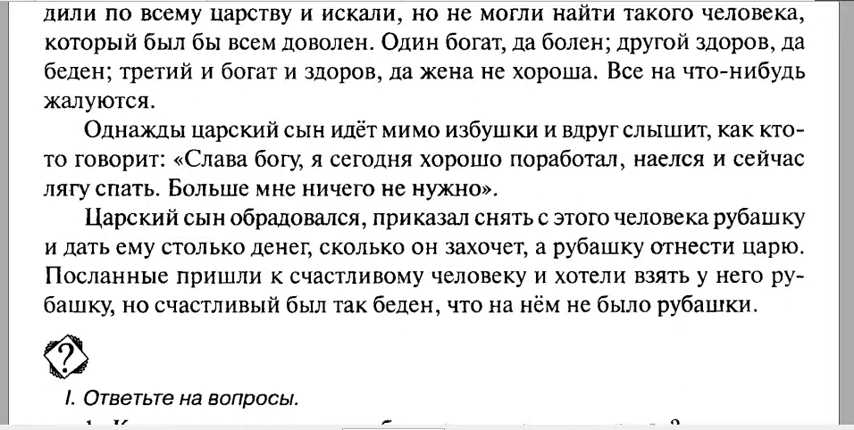 дили по всему царству и искали, но не могли найти такого человека,
который был бы всем доволен. Один богат, да болен; другой здоров, да
беден; третий и богат и здоров, да жена не хороша. Все на что-нибудь
жалуются.
Однажды царский сын идёт мимо избушки и вдруг слышит, как кто-
то говорит: «Слава богу, я сегодня хорошо поработал, наелся и сейчас
лягу спать. Больше мне ничего не нужно».
Царский сын обрадовался, приказал снять с этого человека рубашку
и дать ему столько денег, сколько он захочет, а рубашку отнести царю.
Посланные пришли к счастливому человеку и хотели взять у него ру-
башку, но счастливый был так беден, что на нём не было рубашки.
?
I. Ответьте на вопросы.